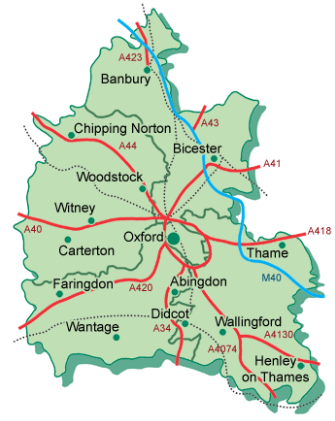 A423
Banbury
A43
Chipping Norton
A44
Bicester
A41
Woodstock
Witney
A40
Oxford
A418
Carterton
Thame
M40
Faringdon
A420
Abingdon
Didcot
Wantage
A34
Wallingford
A4130
A4074
Henley
on Thames